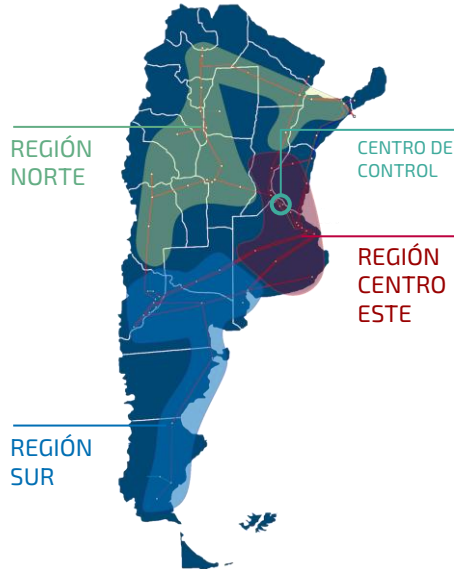 REGIÓN
NORTE
CENTRO DE
CONTROL
REGIÓN
CENTRO
ESTE
REGIÓN
SUR